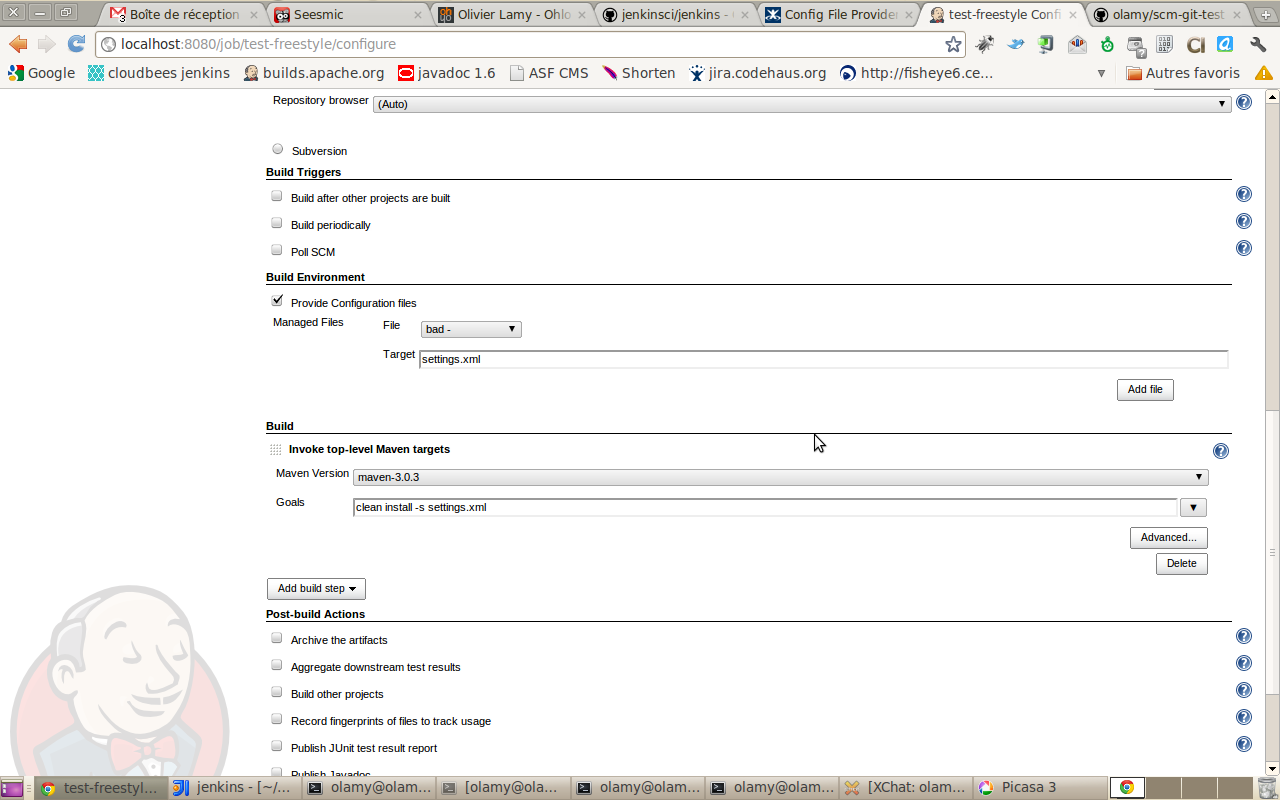 3
Boîte de réception
Seesmic
Olivier Lamy - Ohlo
jenkinsci/jenkins -
Config File Provider
test-freestyle Confi
olamy/scm-git-test
localhost:8080/job/test-freestyle/configure
Google
cloudbees jenkins
builds.apache.org
javadoc 1.6
ASF CMS
Shorten
jira.codehaus.org
http://fisheye6.ce...
Autres favoris
Repository browser (Auto)
Subversion
Build Triggers
Build after other projects are built
Build periodically
Poll SCM
Build Environment
Provide Configuration files
Managed Files File bad -
Target settings.xml
Add file
Build
Invoke top-level Maven targets
Maven Version maven-3.0.3
Goals clean install -s settings.xml
Advanced...
Delete
Add build step
Post-build Actions
Archive the artifacts
Aggregate downstream test results
Build other projects
Record fingerprints of files to track usage
Publish JUnit test result report
Publish Javadoc
test-freestyl...
jenkins - [~/...
olamy@olam...
[olamy@ola...
olamy@olam...
olamy@olam...
[XChat: olam...
Picasa 3